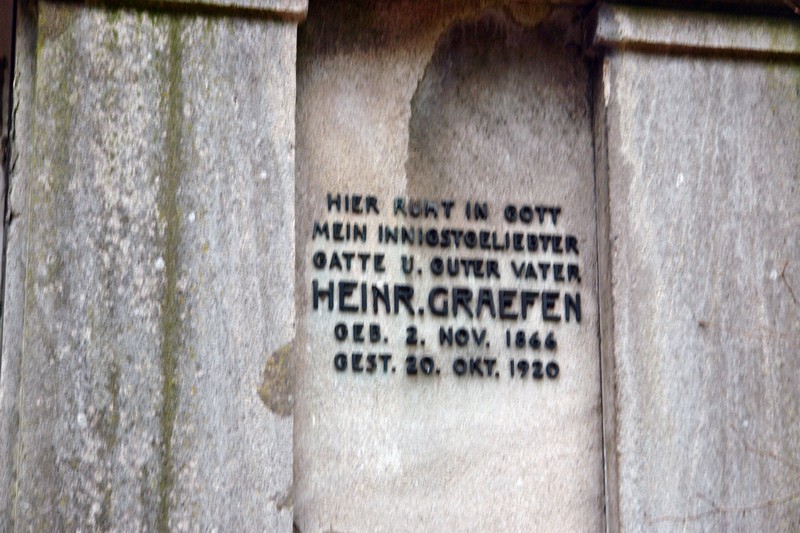 HIER RUHT IN GOTT
MEIN INNIGSTGELIEBTER
GATTE U. GUTER VATER
HEINR. GRAEFEN
GEB. 2. NOV. 1866
GEST. 20. OKT. 1920